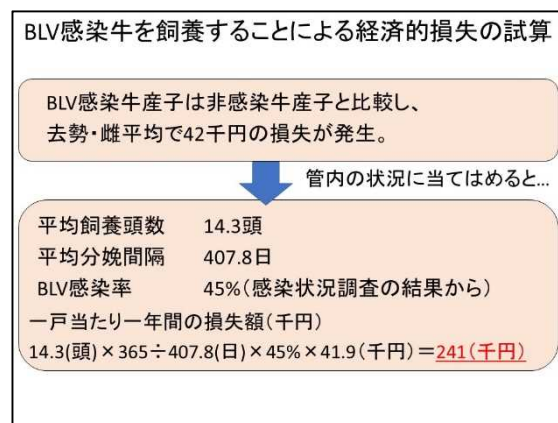 BLV感染牛を飼養することによる経済的損失の試算
BLV感染牛産子は非感染牛産子と比較し、
去勢・雌平均で42千円の損失が発生。
管内の状況に当てはめると…
平均飼養頭数 14.3頭
平均分娩間隔 407.8日
BLV感染率 45%(感染状況調査の結果から)
一戸当たり一年間の損失額(千円)
14.3(頭)×365÷407.8(日)×45%×41.9(千円)=241(千円)